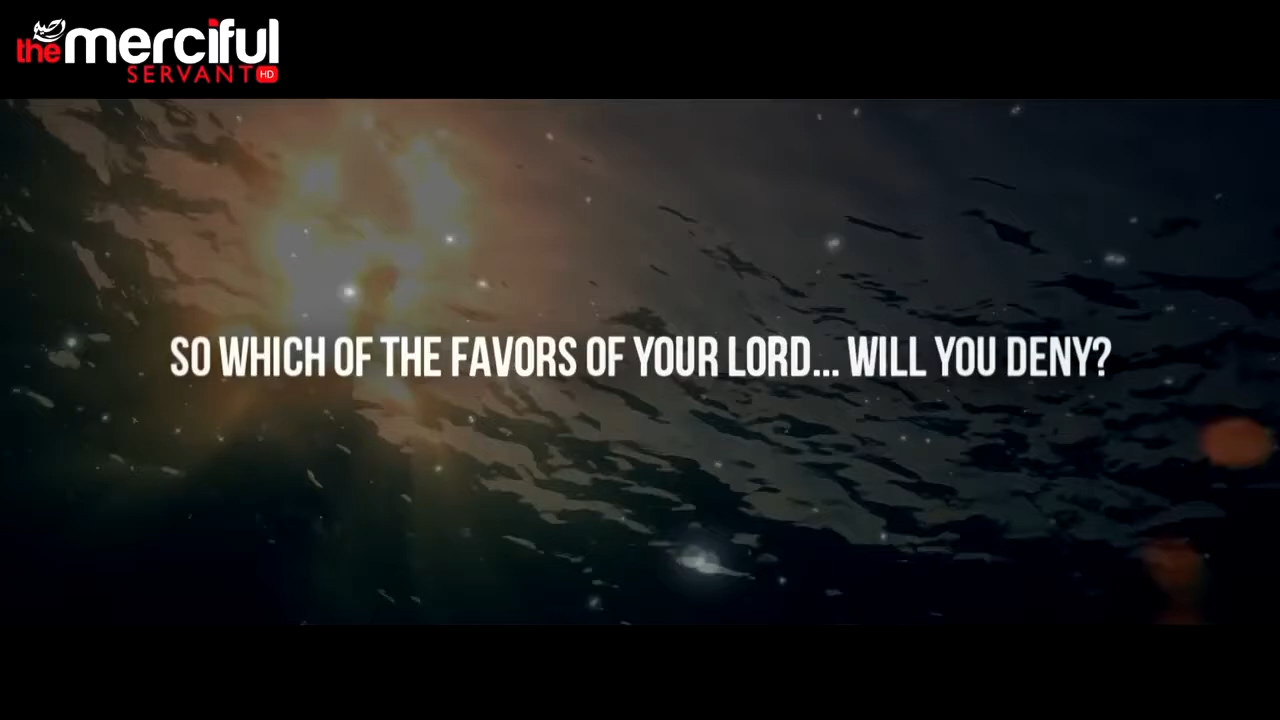 the merciful
SERVANT HD
SO WHICH OF THE FAVORS OF YOUR LORD... WILL YOU DENY?